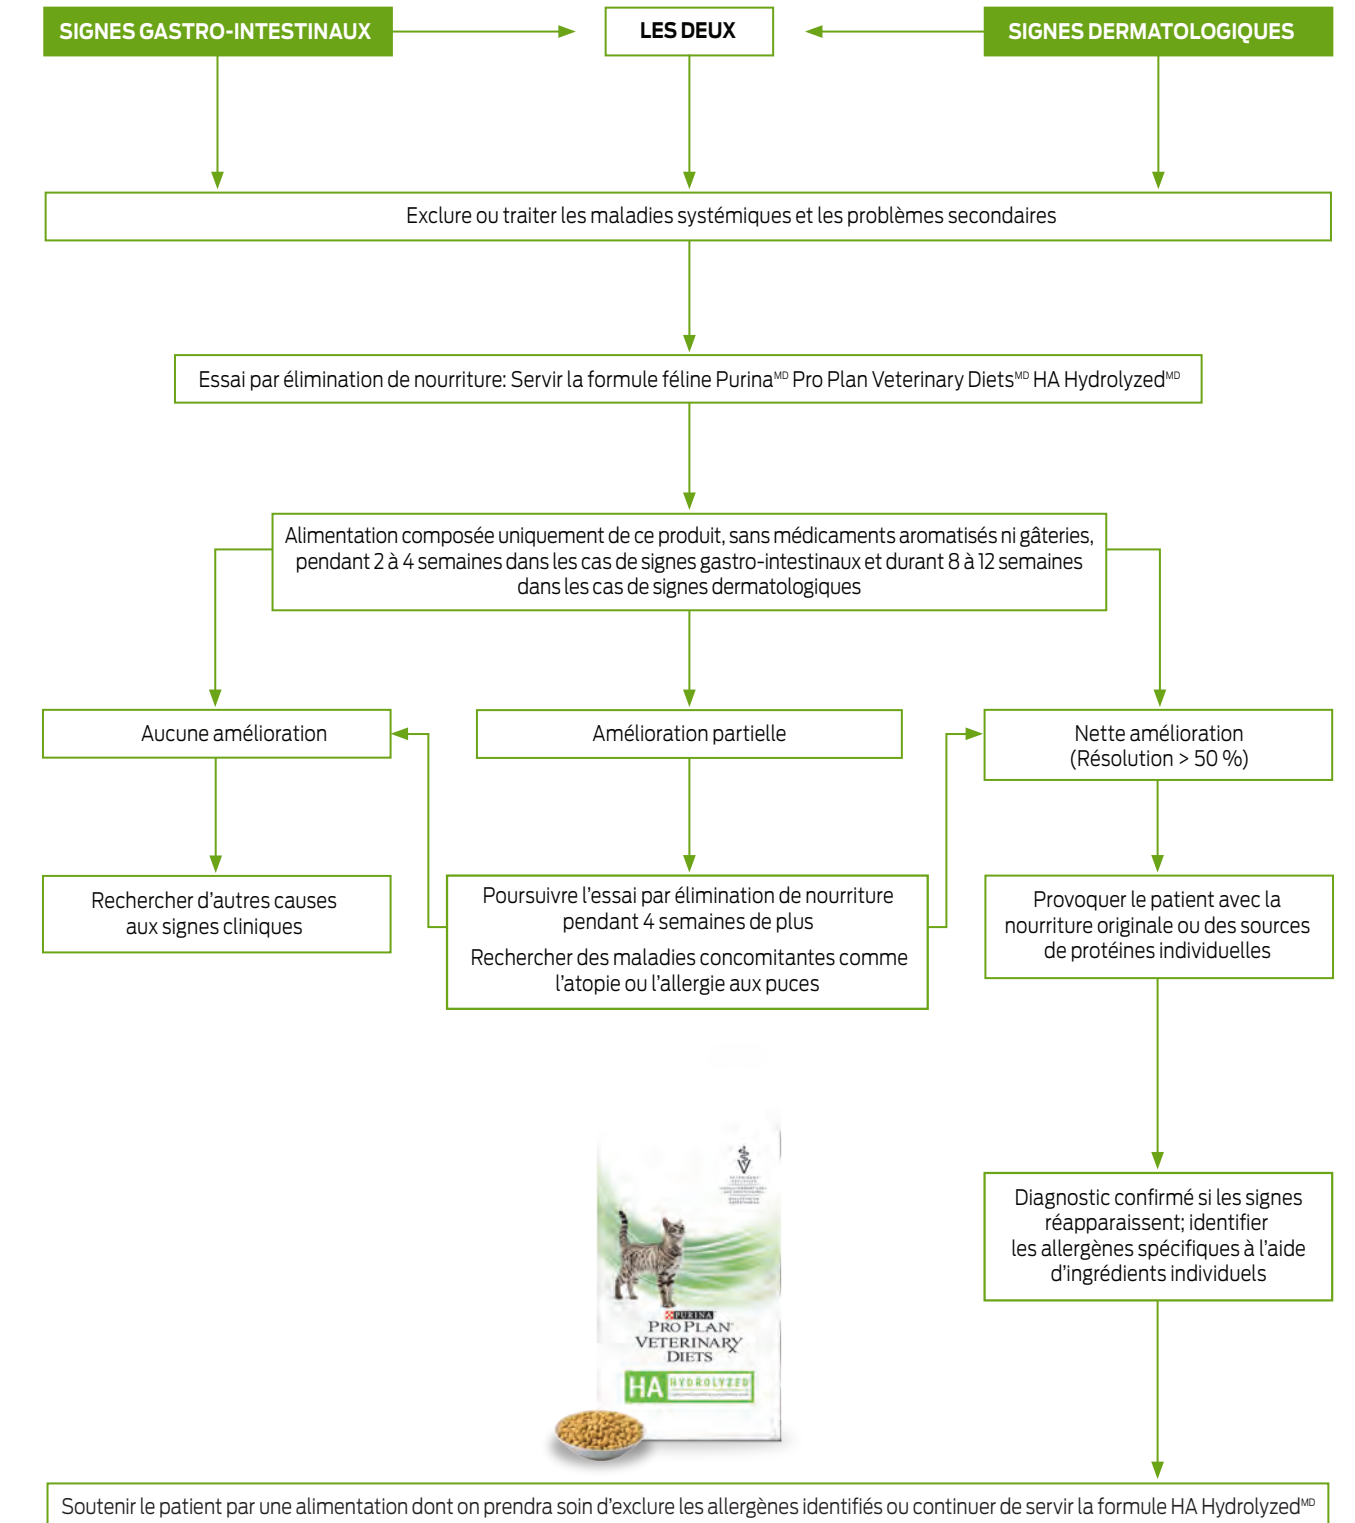 SIGNES GASTRO-INTESTINAUX
LES DEUX
SIGNES DERMATOLOGIQUES
Exclure ou traiter les maladies systémiques et les problèmes secondaires
Essai par élimination de nourriture: Servir la formule féline Purina^MD Pro Plan Veterinary Diets^MD HA Hydrolyzed^MD
Alimentation composée uniquement de ce produit, sans médicaments aromatisés ni gâteries,
pendant 2 à 4 semaines dans les cas de signes gastro-intestinaux et durant 8 à 12 semaines
dans les cas de signes dermatologiques
Aucune amélioration
Amélioration partielle
Nette amélioration
(Résolution > 50 %)
Rechercher d'autres causes
aux signes cliniques
Poursuivre l'essai par élimination de nourriture
pendant 4 semaines de plus
Rechercher des maladies concomitantes comme
l'atopie ou l'allergie aux puces
Provoquer le patient avec la
nourriture originale ou des sources
de protéines individuelles
Diagnostic confirmé si les signes
réapparaissent; identifier
les allergènes spécifiques à l'aide
d'ingrédients individuels
PURINA
PRO PLAN
VETERINARY
DIETS
HA HYDROLYZED
Soutenir le patient par une alimentation dont on prendra soin d'exclure les allergènes identifiés ou continuer de servir la formule HA Hydrolyzed^MD